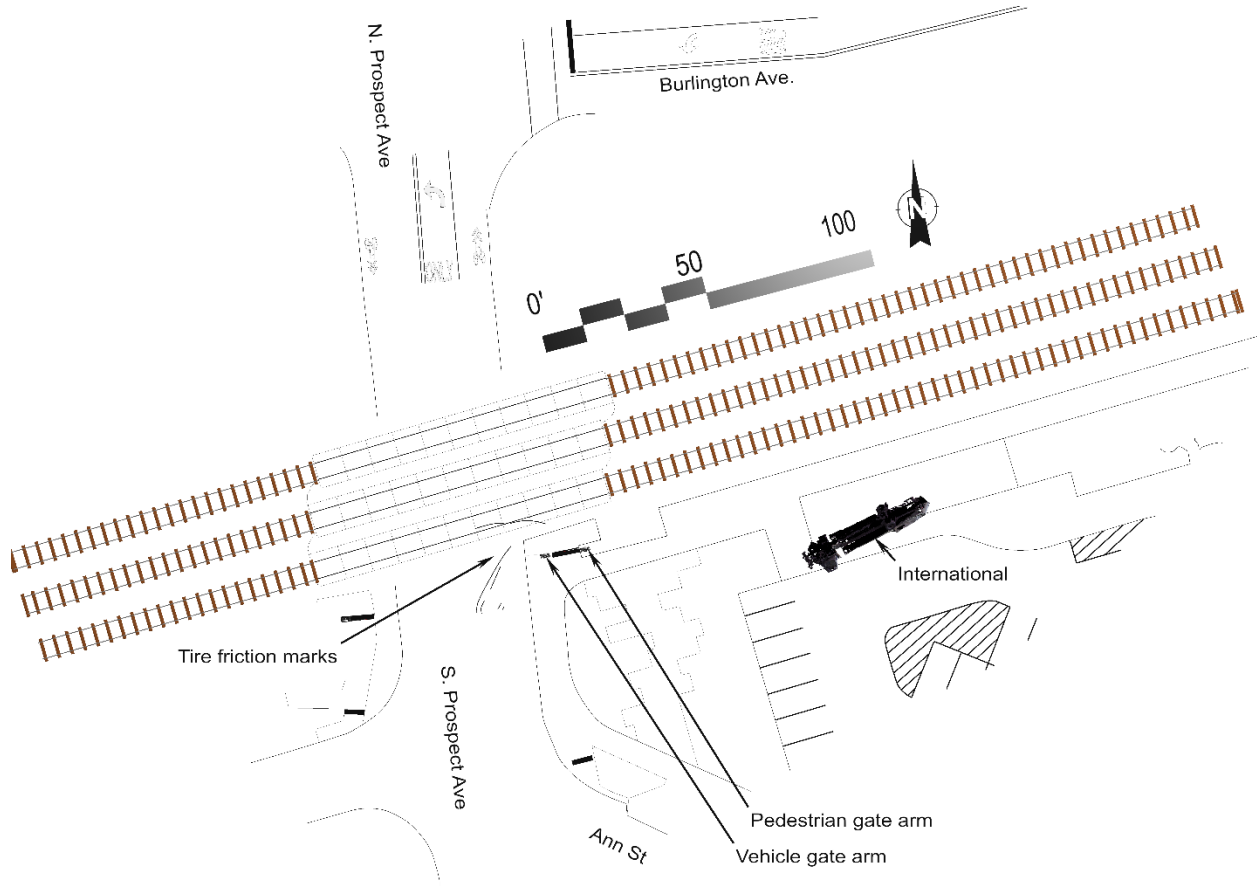 N. Prospect Ave
Burlington Ave.
N
0'
50
100
International
Tire friction marks
S. Prospect Ave
Pedestrian gate arm
Vehicle gate arm
Ann St